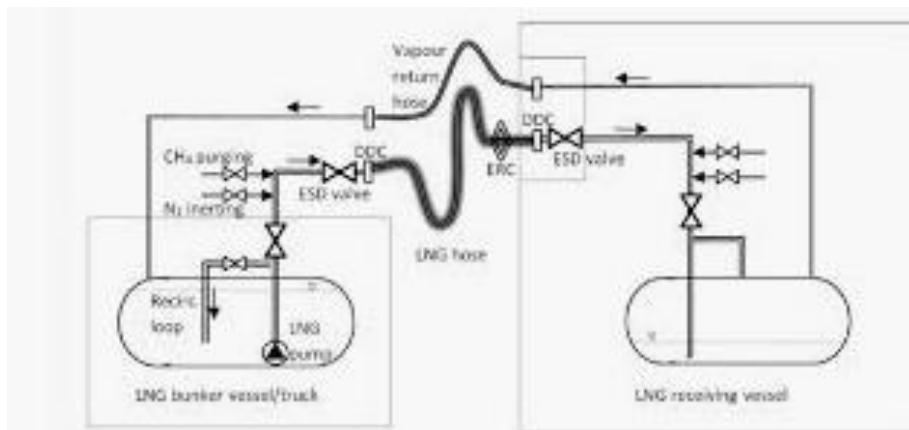 Vapour
return
hose
DDC
CH₄ purging
DDC
ERC
ESD valve
ESD valve
N₂ inerting
LNG hose
Recirc.
loop
LNG
pump
LNG bunker vessel/truck
LNG receiving vessel